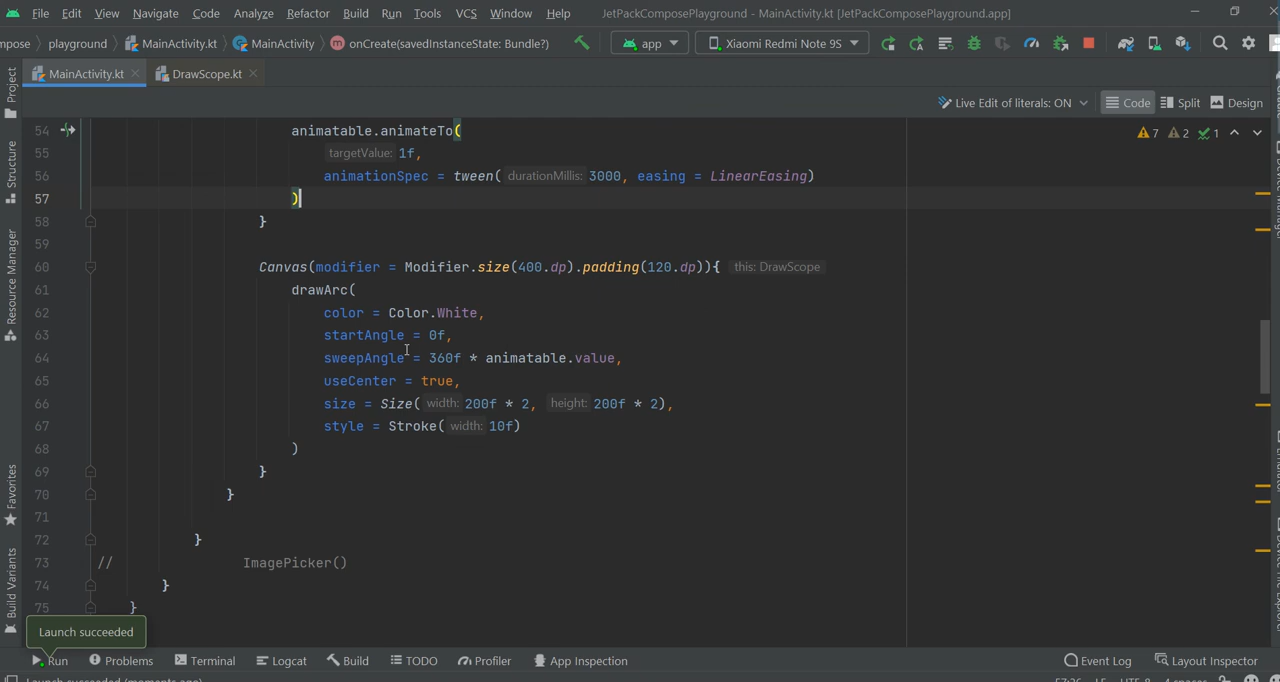 File Edit View Navigate Code Analyze Refactor Build Run Tools VCS Window Help JetPackComposePlayground - MainActivity.kt [JetPackComposePlayground.app]
mpose playground MainActivity.kt MainActivity onCreate(savedInstanceState: Bundle?) app Xiaomi Redmi Note 9S
MainActivity.kt DrawScope.kt
Live Edit of literals: ON Code Split Design
7 2 1
Project
Structure
Resource Manager
Favorites
Build Variants
54 animatable.animateTo(
55 targetValue: 1f,
56 animationSpec = tween( durationMillis: 3000, easing = LinearEasing)
57 )
58 }
59
60 Canvas(modifier = Modifier.size(400.dp).padding(120.dp)){ this: DrawScope
61 drawArc(
62 color = Color.White,
63 startAngle = 0f,
64 sweepAngle = 360f * animatable.value,
65 useCenter = true,
66 size = Size( width: 200f * 2, height: 200f * 2),
67 style = Stroke( width: 10f)
68 )
69 }
70 }
71
72 }
73 // ImagePicker()
74 }
75 }
Launch succeeded
Run Problems Terminal Logcat Build TODO Profiler App Inspection Event Log Layout Inspector